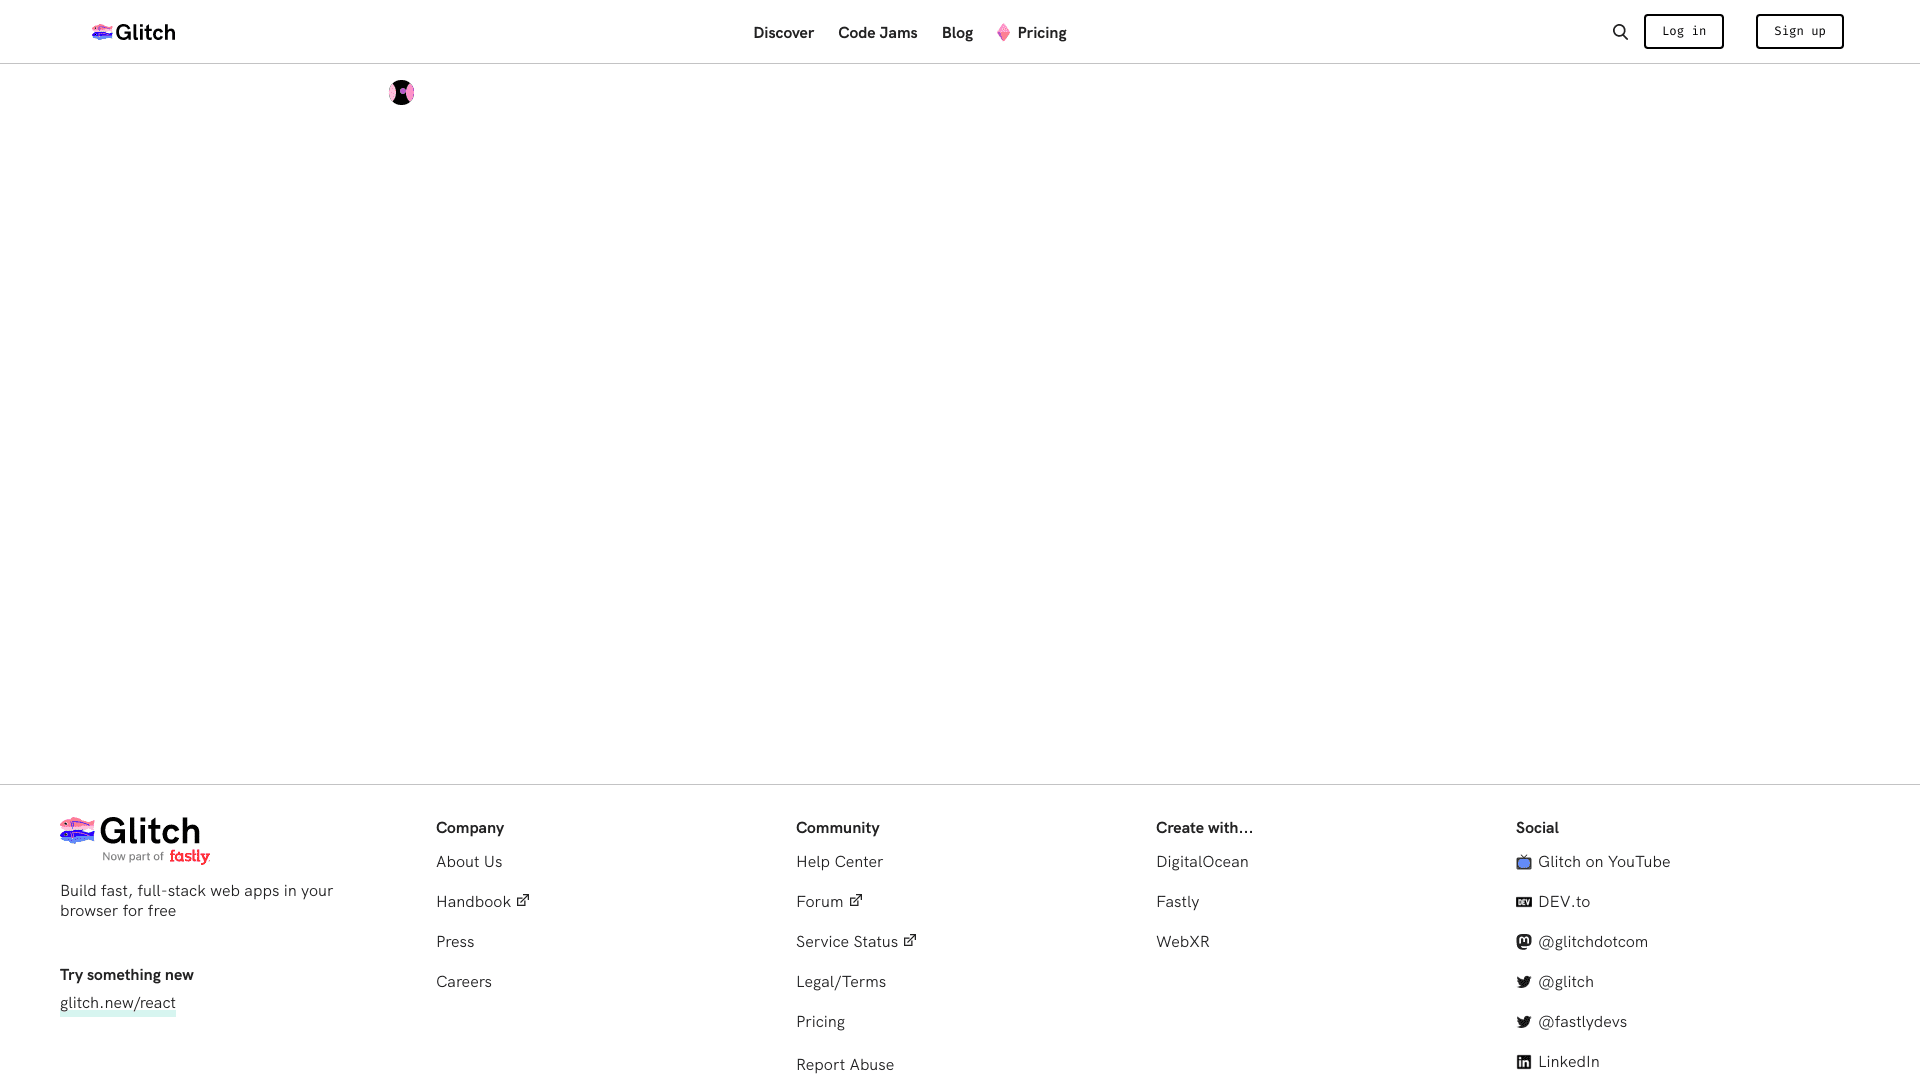 Glitch
Discover
Code Jams
Blog
Pricing
Log in
Sign up
Glitch
Now part of fastly
Build fast, full-stack web apps in your
browser for free
Try something new
glitch.new/react
Company
About Us
Handbook
Press
Careers
Community
Help Center
Forum
Service Status
Legal/Terms
Pricing
Report Abuse
Create with...
DigitalOcean
Fastly
WebXR
Social
Glitch on YouTube
DEV DEV.to
@glitchdotcom
@glitch
@fastlydevs
in LinkedIn